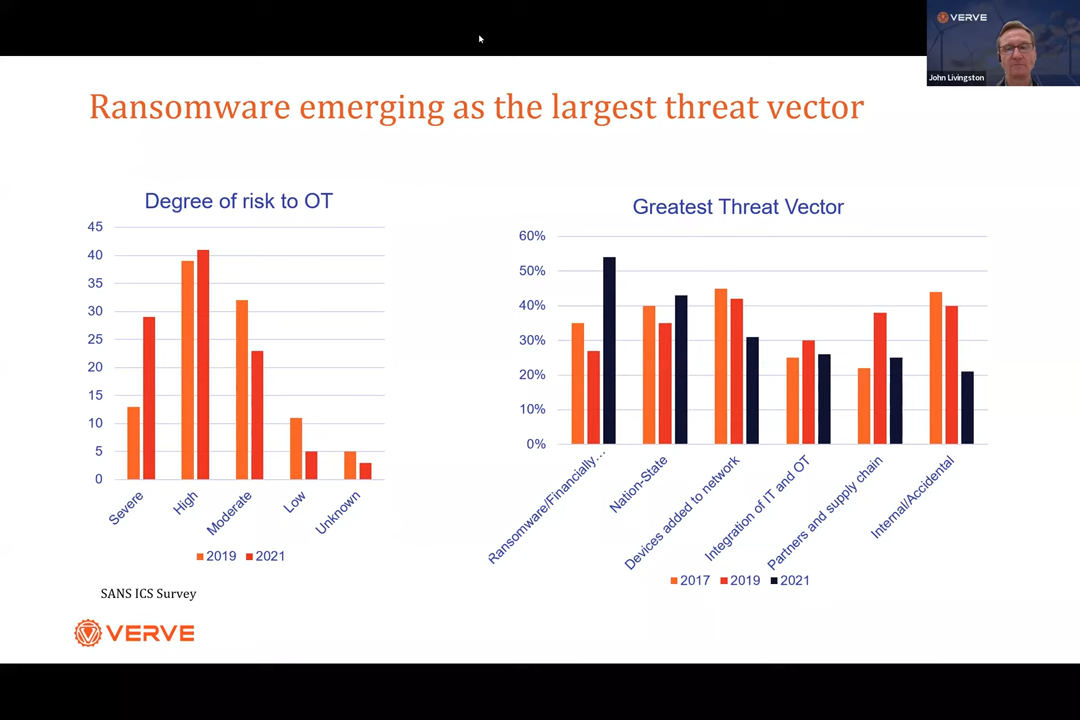 VERVE
John Livingston
Ransomware emerging as the largest threat vector
Degree of risk to OT
45
40
35
30
25
20
15
10
5
0
Severe
High
Moderate
Low
Unknown
2019 2021
SANS ICS Survey
VERVE
Greatest Threat Vector
60%
50%
40%
30%
20%
10%
0%
Ransomware/Financially...
Nation-State
Devices added to network
Integration of IT and OT
Partners and supply chain
Internal/Accidental
2017 2019 2021